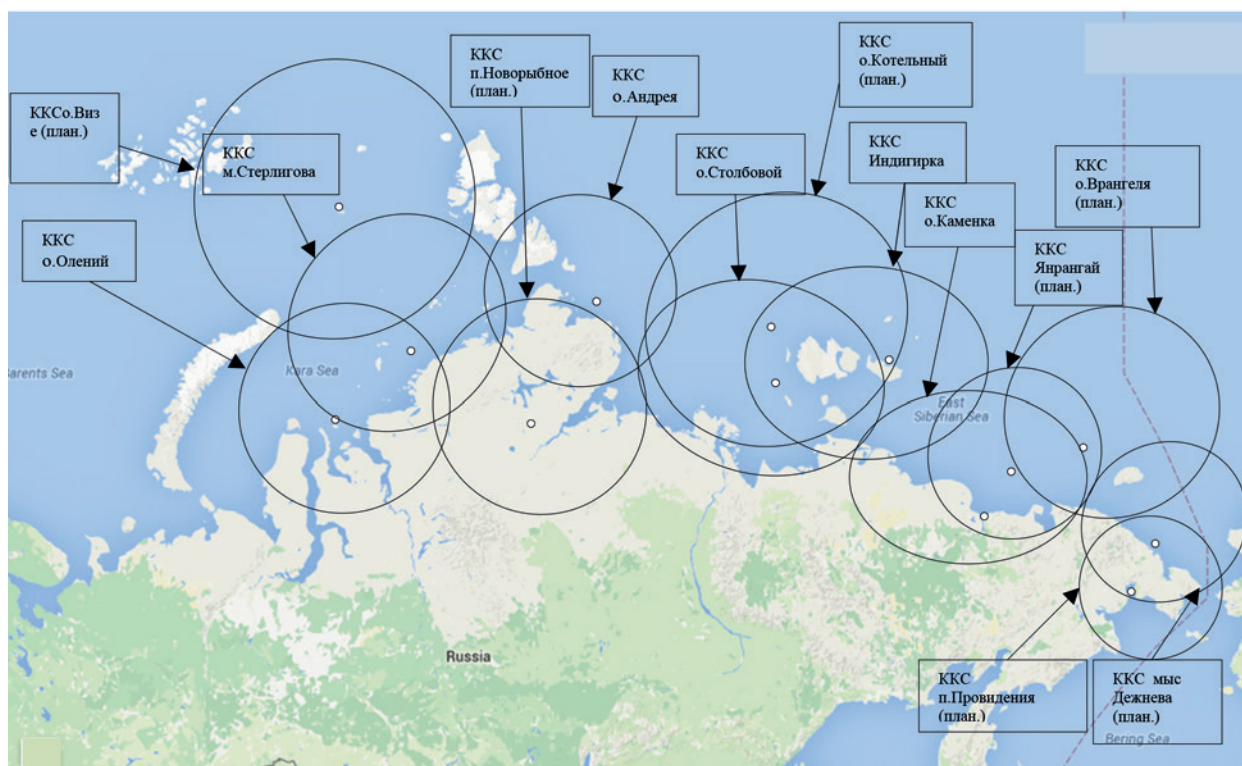 ККС
п.Новорыбное
(план.)
ККС
о.Котельный
(план.)
ККС
о.Андрея
ККСо.Виз
е (план.)
ККС
м.Стерлигова
ККС
о.Столбовой
ККС
Индигирка
ККС
о.Врангеля
(план.)
ККС
о.Каменка
ККС
о.Олений
ККС
Янрангай
(план.)
Barents Sea
Kara Sea
East
Siberian Sea
Russia
ККС
п.Провидения
(план.)
ККС мыс
Дежнева
(план.)
Bering Sea